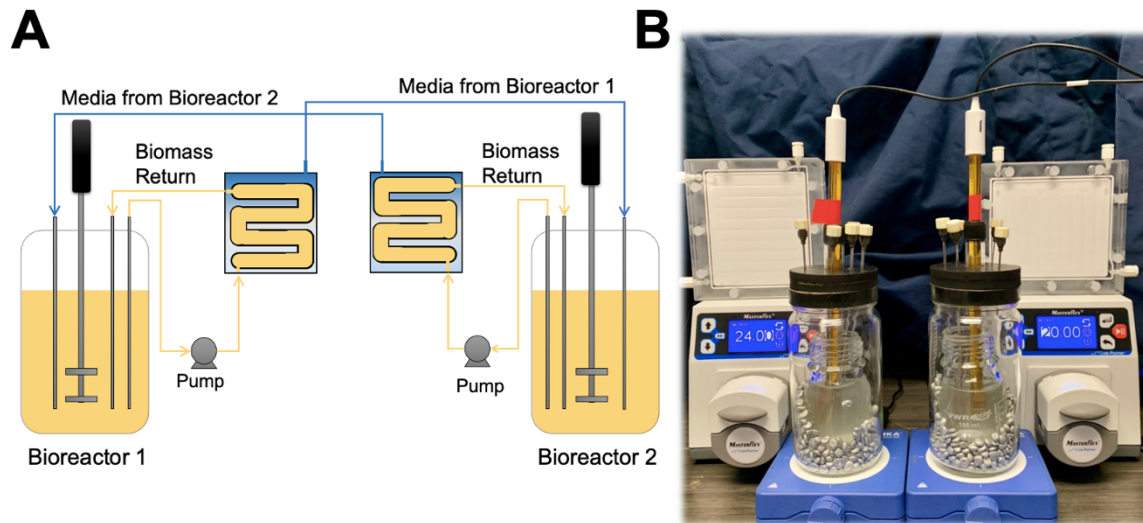 A
B
Media from Bioreactor 2
Media from Bioreactor 1
Biomass
Return
Biomass
Return
Pump
Pump
Bioreactor 1
Bioreactor 2
Masterflex
24.00
Masterflex
20.00
VWR
Masterflex
Masterflex